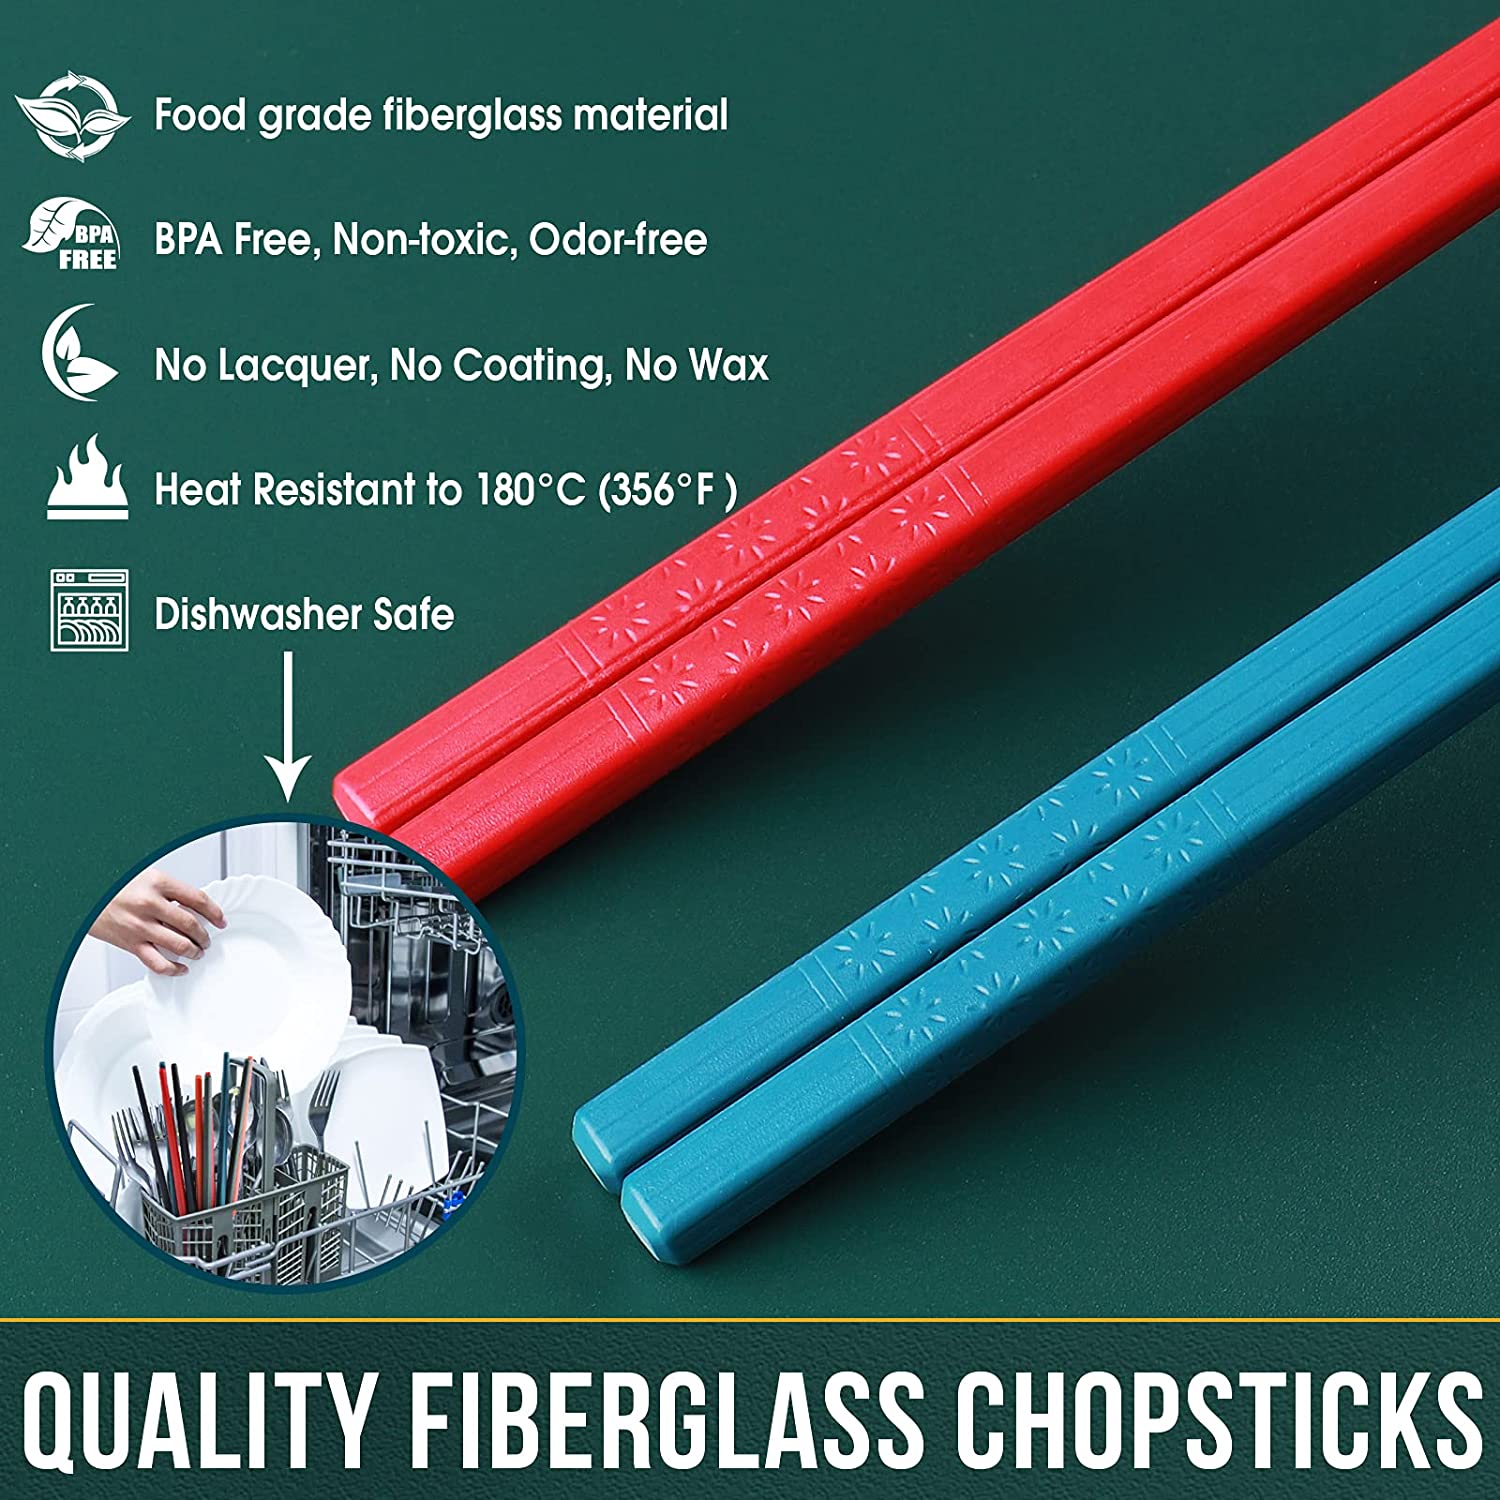 Food grade fiberglass material
BPA
FREE
BPA Free, Non-toxic, Odor-free
No Lacquer, No Coating, No Wax
Heat Resistant to 180°C (356°F )
Dishwasher Safe
QUALITY FIBERGLASS CHOPSTICKS